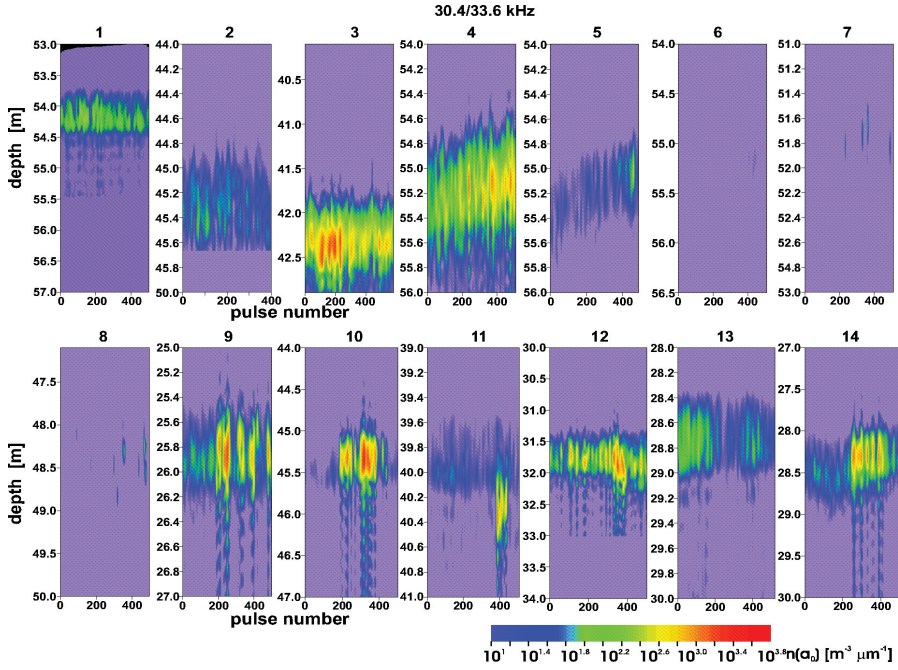 30.4/33.6 kHz
1 2 3 4 5 6 7
depth [m]
53.0 53.5 54.0 54.5 55.0 55.5 56.0 56.5 57.0
44.0 44.2 44.4 44.6 44.8 45.0 45.2 45.4 45.6 45.8 50.0
40.5 41.0 41.5 42.0 42.5
54.0 54.2 54.4 54.6 54.8 55.0 55.2 55.4 55.6 55.8 56.0
54.0 54.2 54.4 54.6 54.8 55.0 55.2 55.4 55.6 55.8 56.0
54.0 54.5 55.0 55.5 56.0 56.5
51.0 51.2 51.4 51.6 51.8 52.0 52.2 52.4 52.6 52.8 53.0
0 200 400
0 200 400
0 200 400
0 200 400
0 200 400
0 200 400
0 200 400
pulse number
8 9 10 11 12 13 14
depth [m]
47.5 48.0 48.5 49.0 49.5 50.0
25.0 25.2 25.4 25.6 25.8 26.0 26.2 26.4 26.6 26.8 27.0
44.0 44.5 45.0 45.5 46.0 46.5 47.0
39.0 39.2 39.4 39.6 39.8 40.0 40.2 40.4 40.6 40.8 41.0
30.0 30.5 31.0 31.5 32.0 32.5 33.0 33.5 34.0
28.0 28.2 28.4 28.6 28.8 29.0 29.2 29.4 29.6 29.8 30.0
27.0 27.5 28.0 28.5 29.0 29.5 30.0
0 200 400
0 200 400
0 200 400
0 200 400
0 200 400
0 200 400
0 200 400
pulse number
10^1 10^1.4 10^1.8 10^2.2 10^2.6 10^3.0 10^3.4 10^3.8 n(a₀) [m⁻³ μm⁻¹]